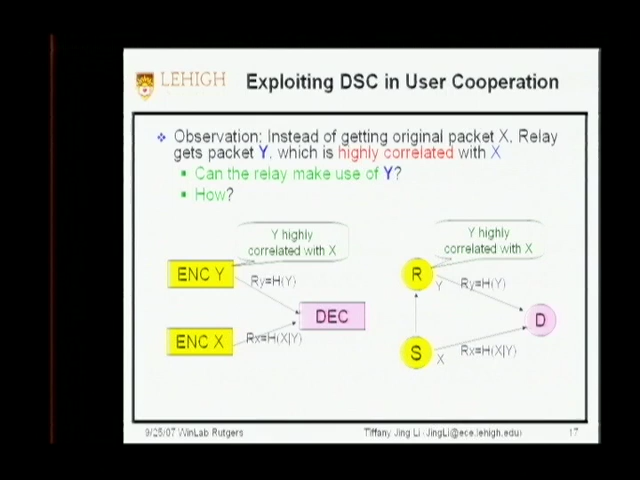 LEHIGH
Exploiting DSC in User Cooperation
Observation: Instead of getting original packet X, Relay
gets packet Y, which is highly correlated with X
Can the relay make use of Y?
How?
Y highly
correlated with X
ENC Y
Ry=H(Y)
DEC
ENC X
Rx=H(X|Y)
Y highly
correlated with X
R
Y
Ry=H(Y)
D
S
X
Rx=H(X|Y)
9/25/07 WinLab Rutgers
Tiffany Jing Li (JingLi@ece.lehigh.edu)
17